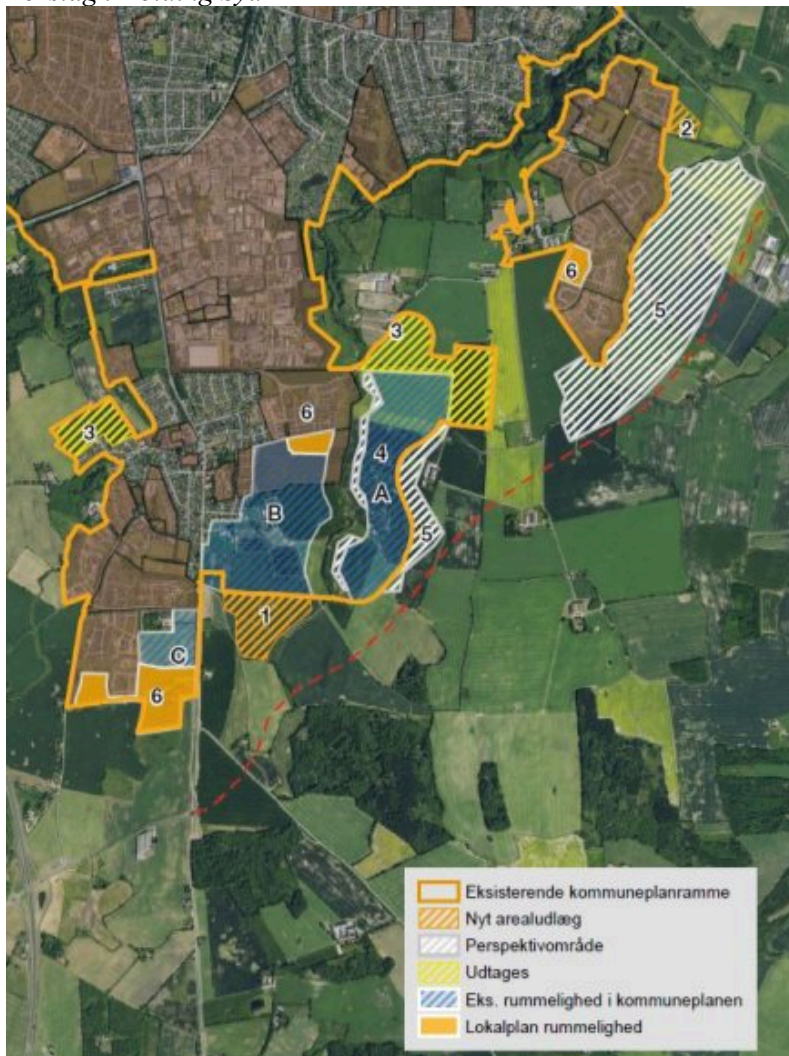 2
6
5
3
3
6
4
A
B
5
1
C
6
Eksisterende kommuneplanramme
Nyt arealudlæg
Perspektivområde
Udtages
Eks. rummelighed i kommuneplanen
Lokalplan rummelighed